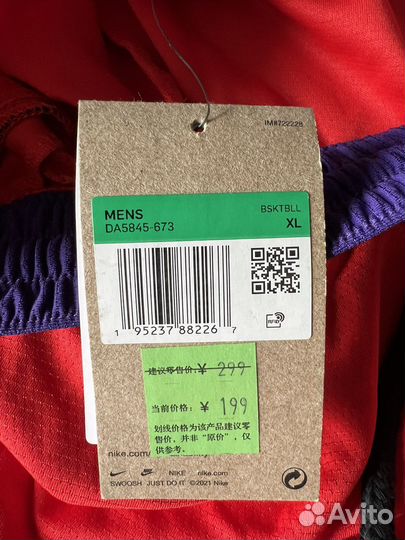 IM#722228
MENS BSKTBLL
DA5845-673 XL
1 95237 88226 7
RFID
建议零售价:¥ 299
当前价格: ¥ 199
划线价格为该产品建议零
售价，并非“原价”，仅
供参考。
nike.com/
NIKE nike.com
SWOOSH JUST DO IT ©2021 Nike
Avito